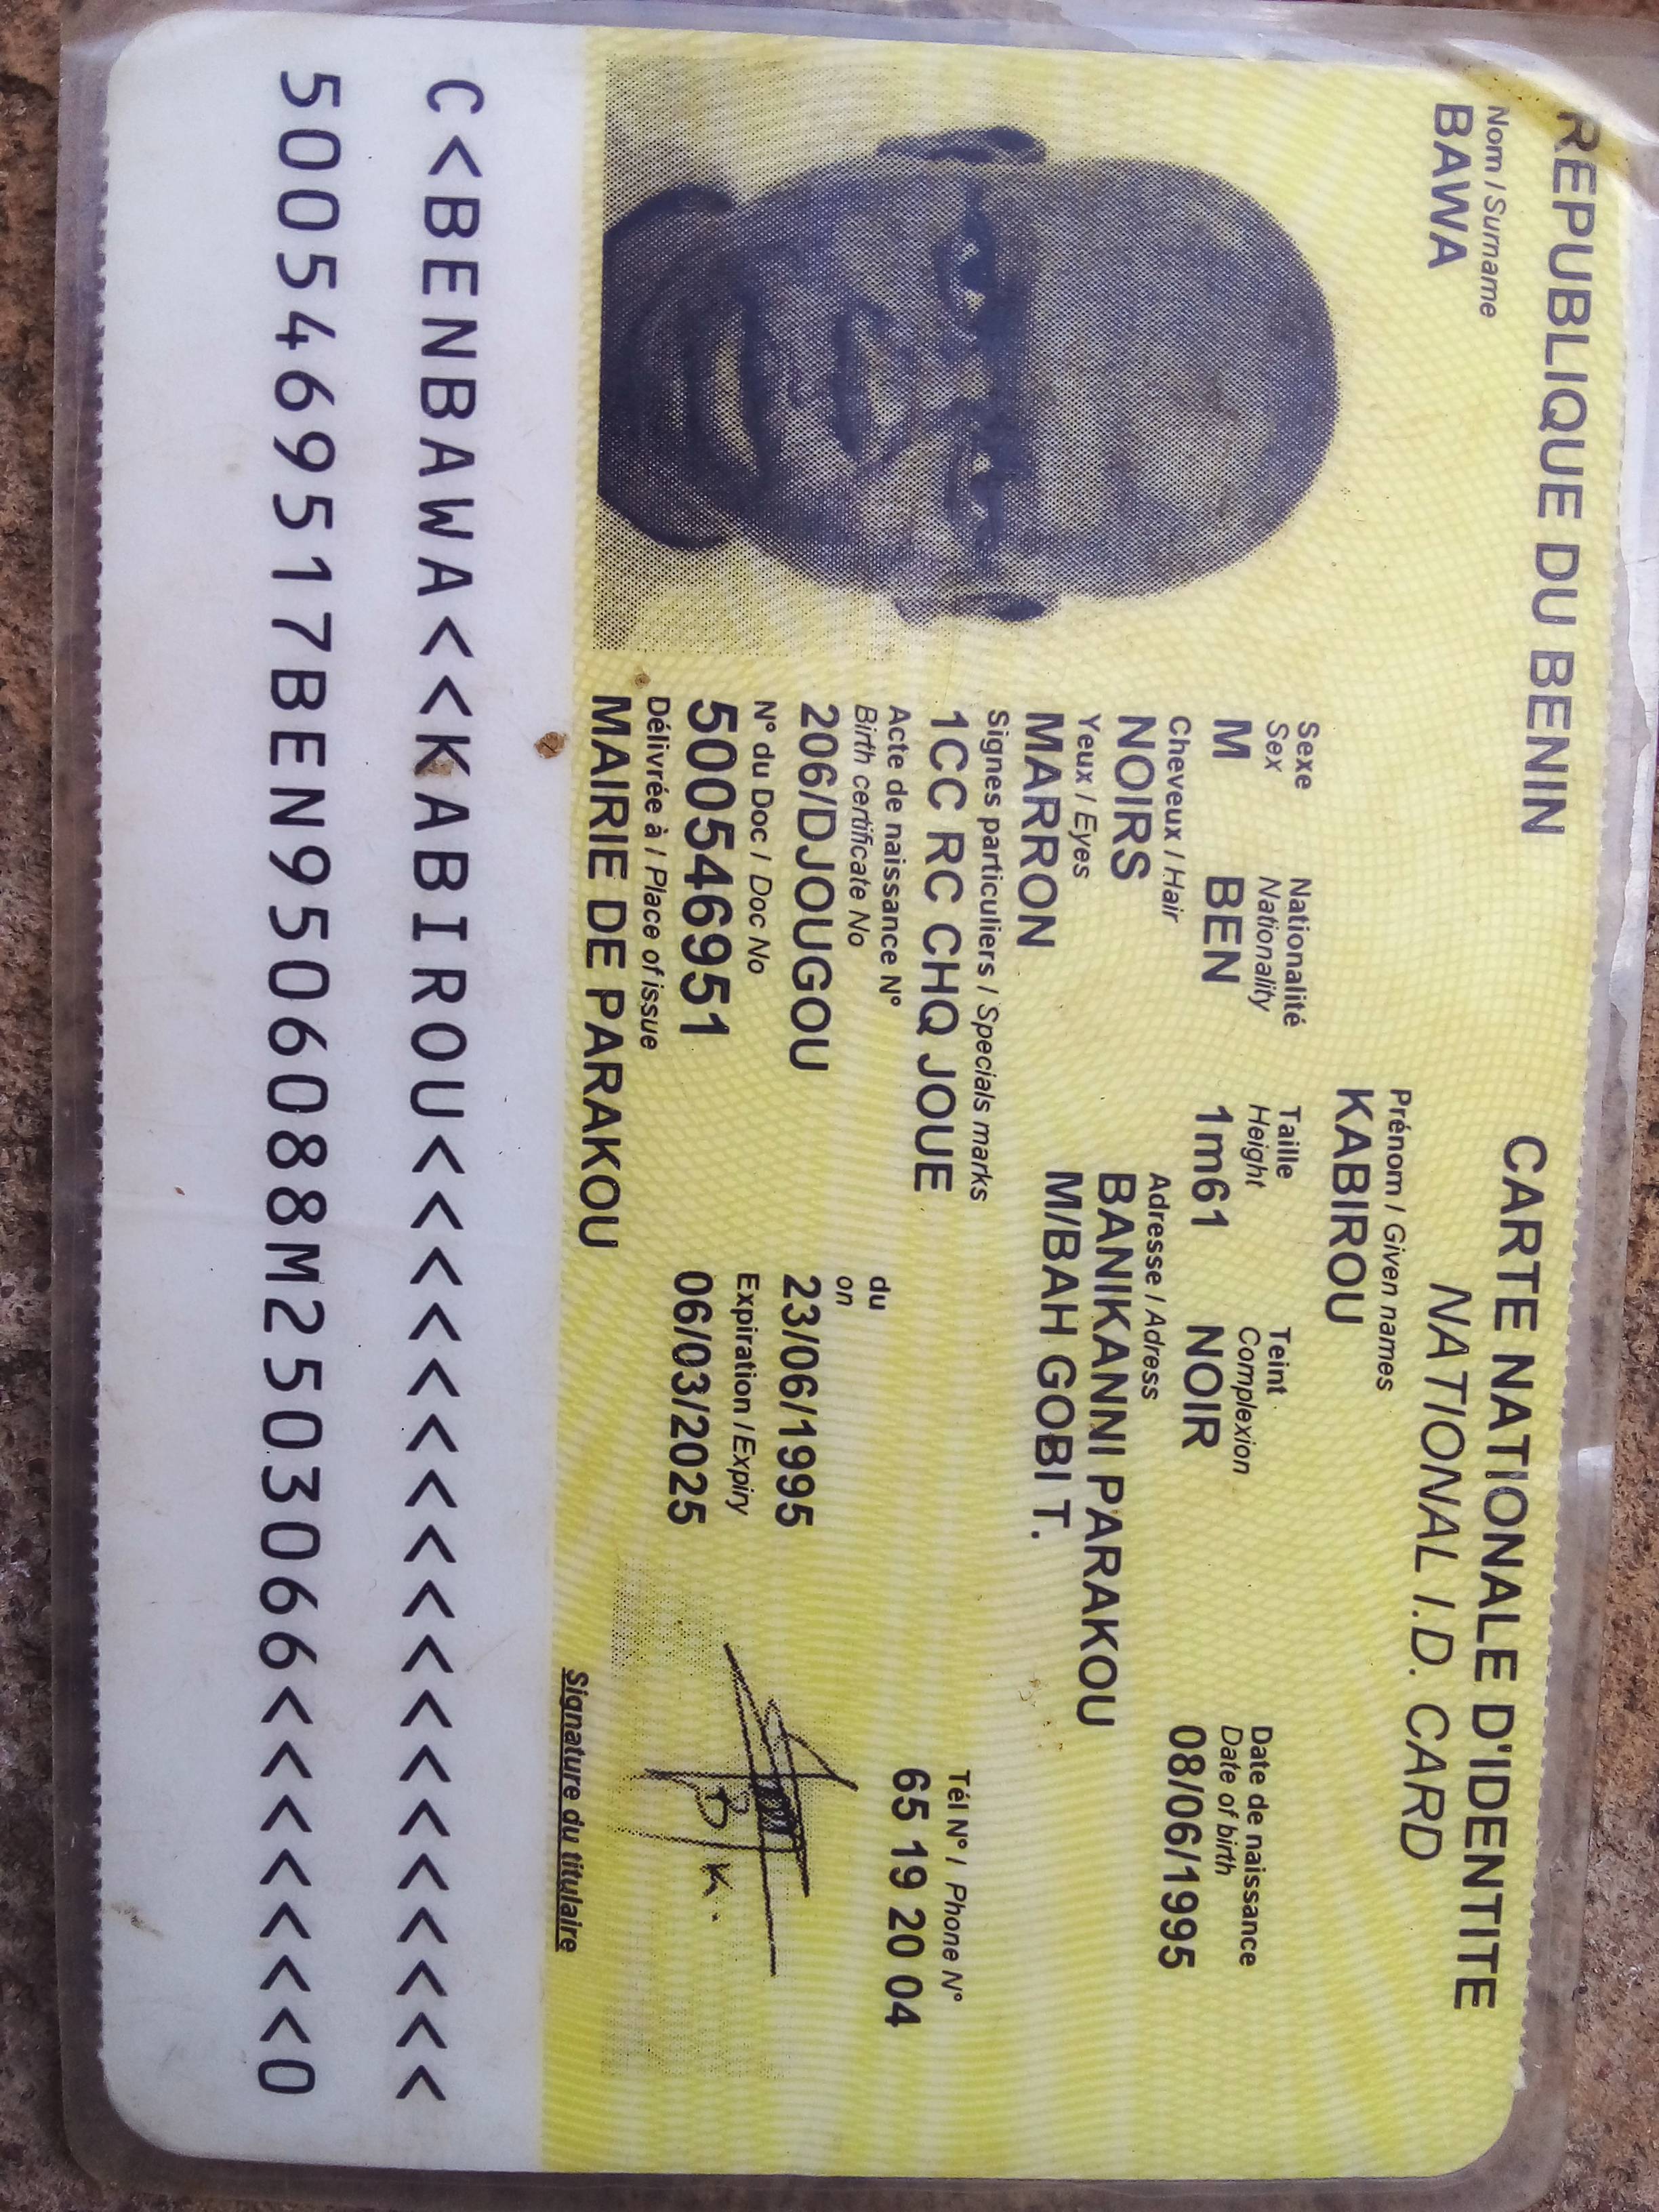 REPUBLIQUE DU BENIN
CARTE NATIONALE D'IDENTITE
NATIONAL I.D. CARD
Nom / Surname
BAWA
Prénom / Given names
KABIROU
Sexe Nationalité Taille Teint Date de naissance
Sex Nationality Height Complexion Date of birth
M BEN 1m61 NOIR 08/06/1995
Cheveux / Hair Adresse / Adress
NOIRS BANIKANNI PARAKOU
Yeux / Eyes M/BAH GOBI T.
MARRON
Signes particuliers / Specials marks Tél N° / Phone N°
1CC RC CHQ JOUE 65 19 20 04
Acte de naissance N° du
Birth certificate No on
206/DJOUGOU 23/06/1995
N° du Doc / Doc No Expiration / Expiry
500546951 06/03/2025
Délivrée à / Place of issue
MAIRIE DE PARAKOU
B K.
Signature du titulaire
C<BENBAWA<<KABIROU<<<<<<<<<<<<<<<<<<
5005469517BEN9506088M2503066<<<<<<<0